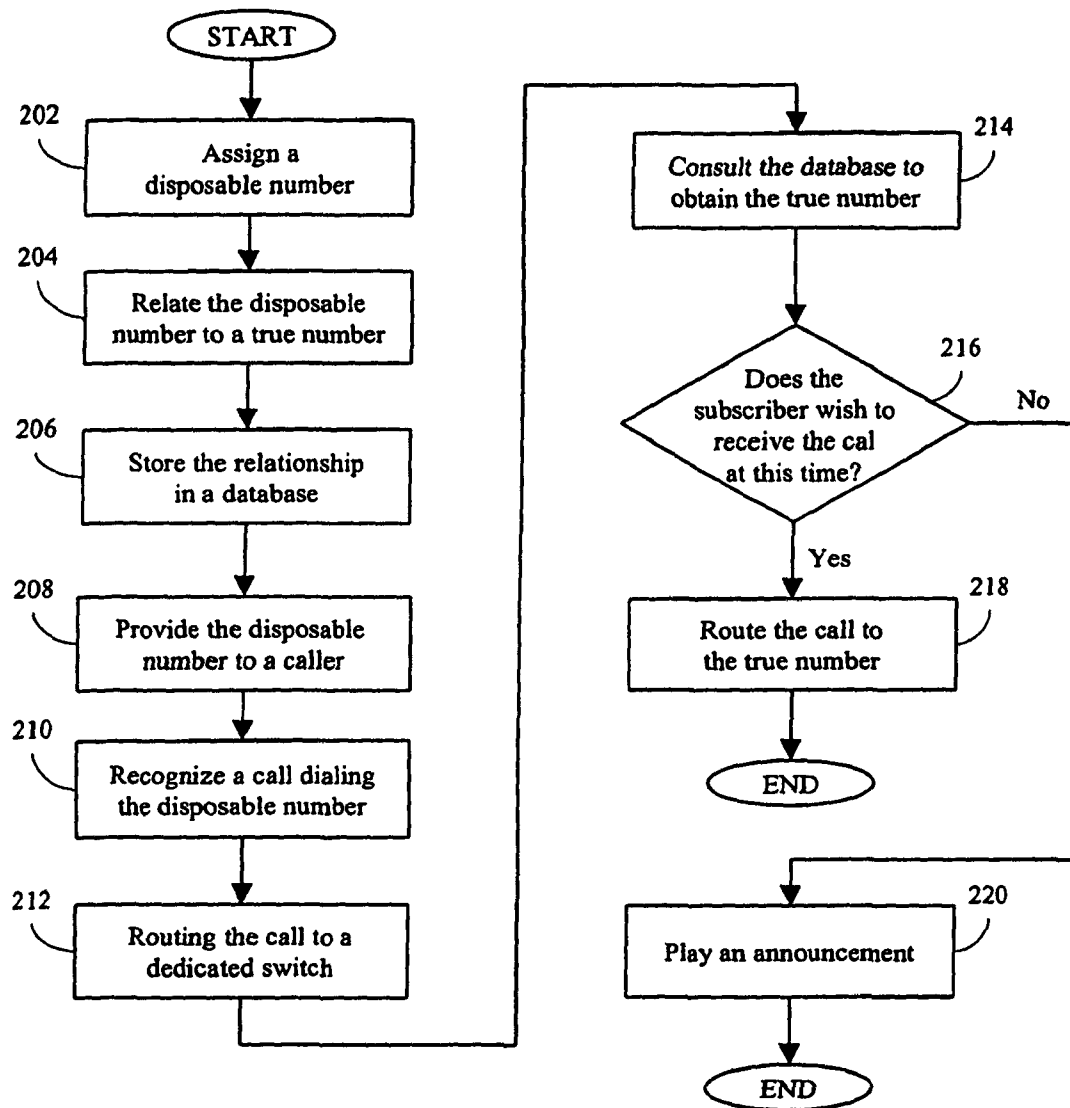 START
202
Assign a
disposable number
204
Relate the disposable
number to a true number
206
Store the relationship
in a database
208
Provide the disposable
number to a caller
210
Recognize a call dialing
the disposable number
212
Routing the call to a
dedicated switch
214
Consult the database to
obtain the true number
216
Does the
subscriber wish to
receive the cal
at this time?
No
Yes
218
Route the call to
the true number
END
220
Play an announcement
END